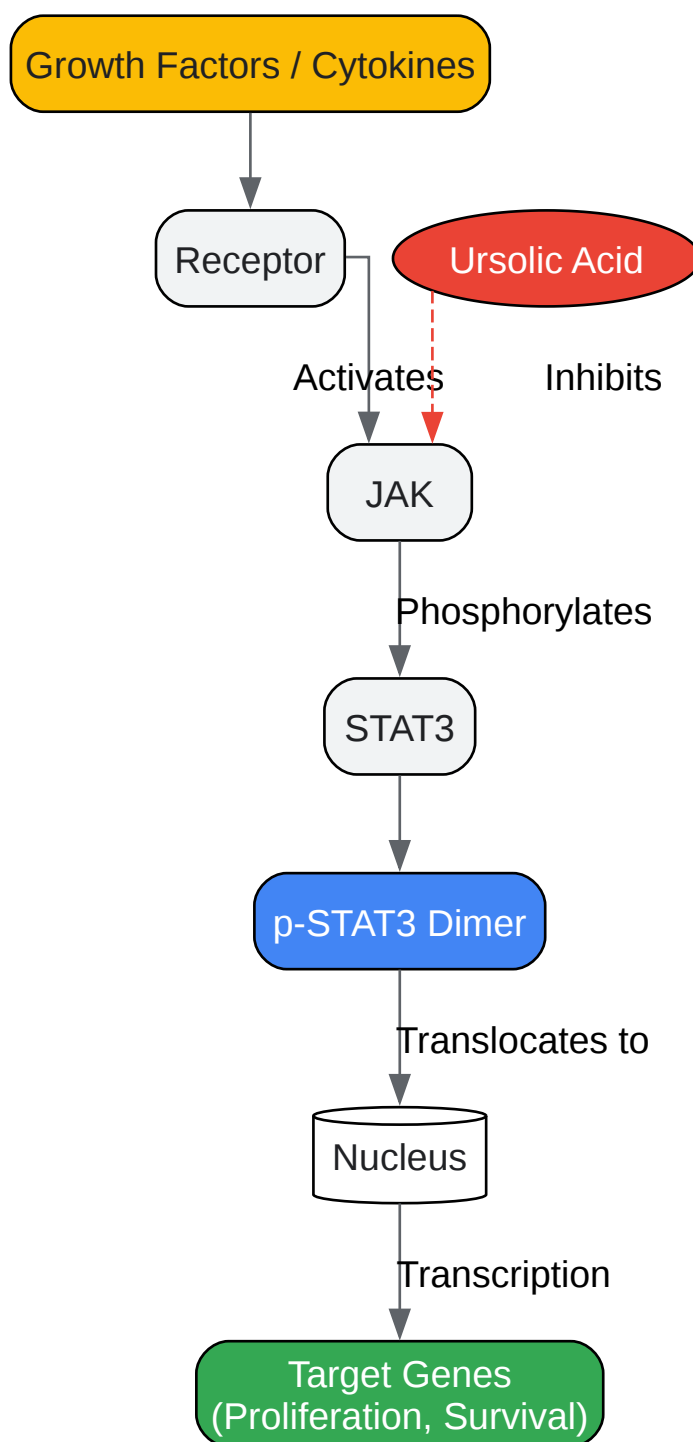 Growth Factors / Cytokines
Receptor
Ursolic Acid
Activates
Inhibits
JAK
Phosphorylates
STAT3
p-STAT3 Dimer
Translocates to
Nucleus
Transcription
Target Genes
(Proliferation, Survival)